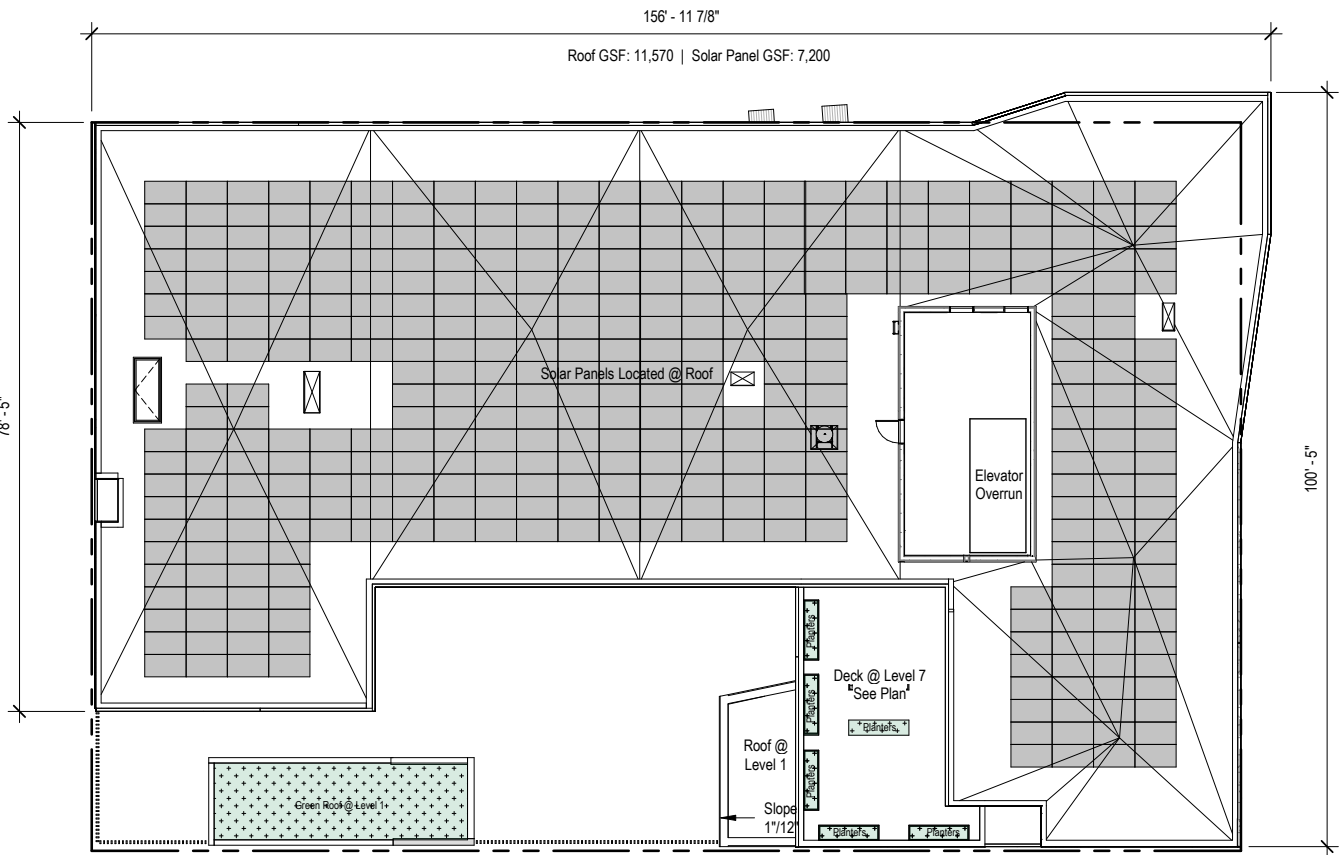 156' - 11 7/8"
Roof GSF: 11,570 | Solar Panel GSF: 7,200
78' - 5"
100' - 5"
Solar Panels Located @ Roof
Elevator
Overrun
Planters
Deck @ Level 7
"See Plan"
Planters
Planters
Planters
Roof @
Level 1
Slope
1"/12"
Green Roof @ Level 1
Planters
Planters